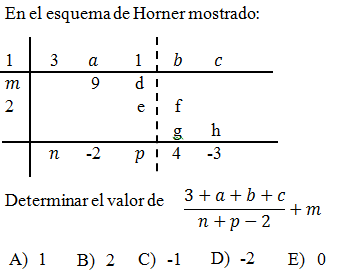 En el esquema de Horner mostrado:
1 3 a 1 b c
m 9 d
2 e f
g h
n -2 p 4 -3
Determinar el valor de (3 + a + b + c)/(n + p − 2) + m
A) 1 B) 2 C) -1 D) -2 E) 0